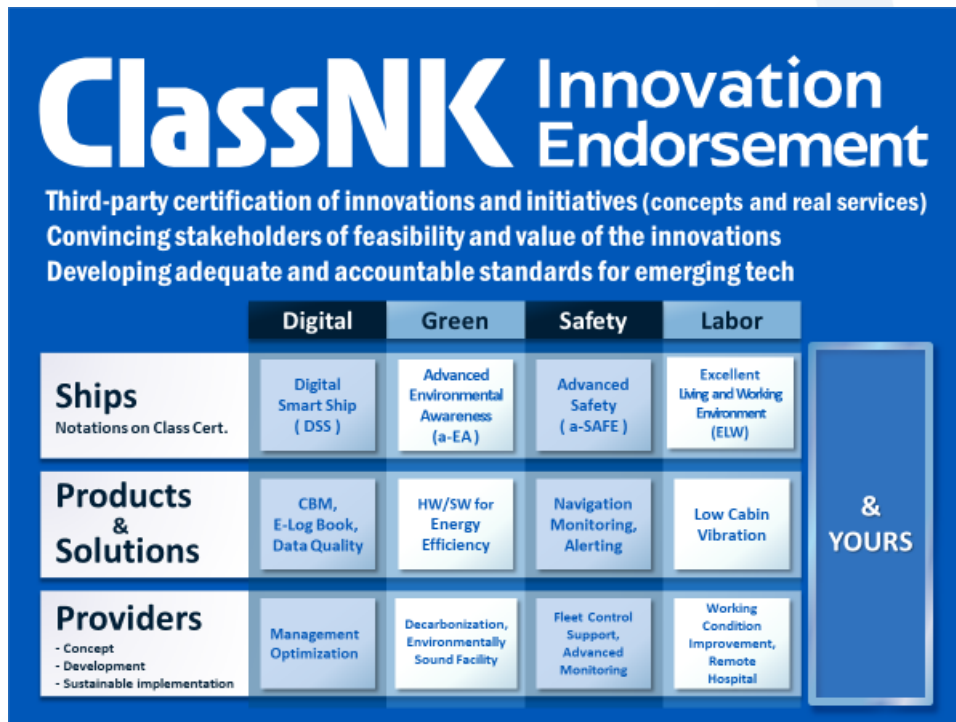 ClassNK Innovation
Endorsement
Third-party certification of innovations and initiatives (concepts and real services)
Convincing stakeholders of feasibility and value of the innovations
Developing adequate and accountable standards for emerging tech
Digital
Green
Safety
Labor
Ships
Notations on Class Cert.
Digital
Smart Ship
( DSS )
Advanced
Environmental
Awareness
(a-EA )
Advanced
Safety
( a-SAFE )
Excellent
Living and Working
Environment
(ELW)
Products
&
Solutions
CBM,
E-Log Book,
Data Quality
HW/SW for
Energy
Efficiency
Navigation
Monitoring,
Alerting
Low Cabin
Vibration
Providers
- Concept
- Development
- Sustainable implementation
Management
Optimization
Decarbonization,
Environmentally
Sound Facility
Fleet Control
Support,
Advanced
Monitoring
Working
Condition
Improvement,
Remote
Hospital
&
YOURS